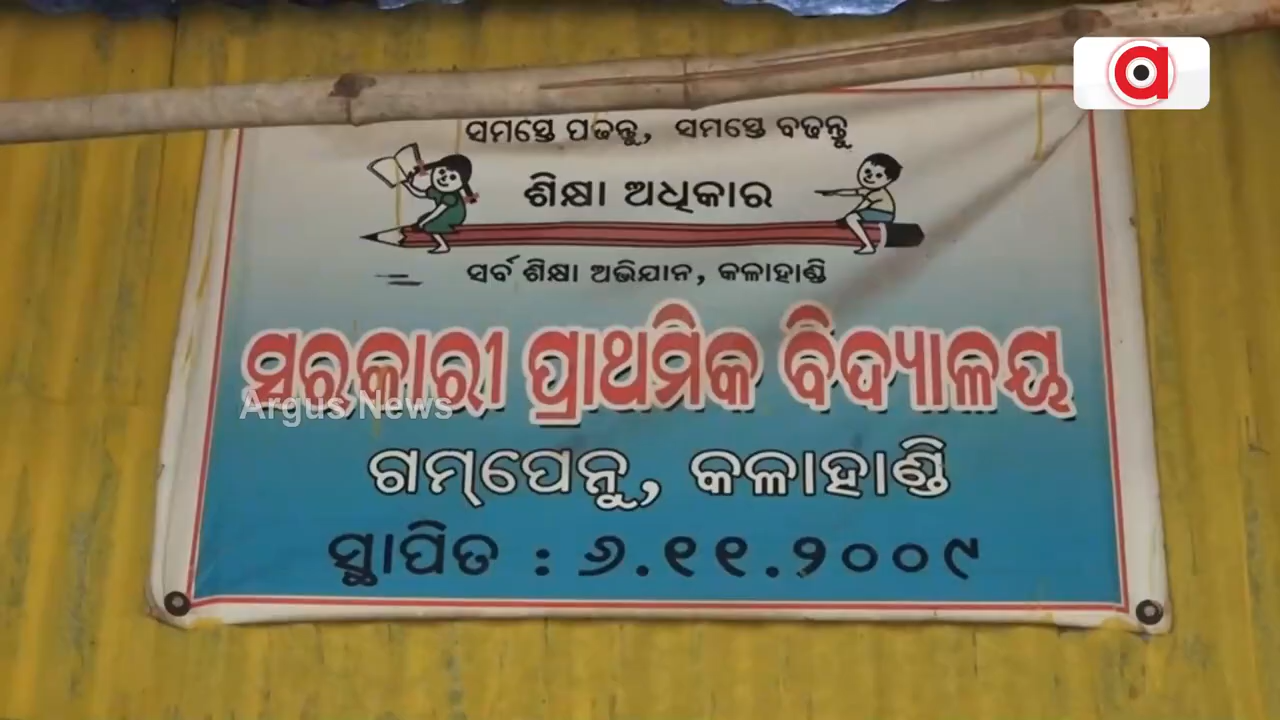 ସମସ୍ତେ ପଢନ୍ତୁ, ସମସ୍ତେ ବଢନ୍ତୁ
ଶିକ୍ଷା ଅଧିକାର
ସର୍ବ ଶିକ୍ଷା ଅଭିଯାନ, କଳାହାଣ୍ଡି
ସରକାରୀ ପ୍ରାଥମିକ ବିଦ୍ୟାଳୟ
Argus News
ଗମ୍‌ପେନୁ, କଳାହାଣ୍ଡି
ସ୍ଥାପିତ : ୬.୧୧.୨୦୦୯